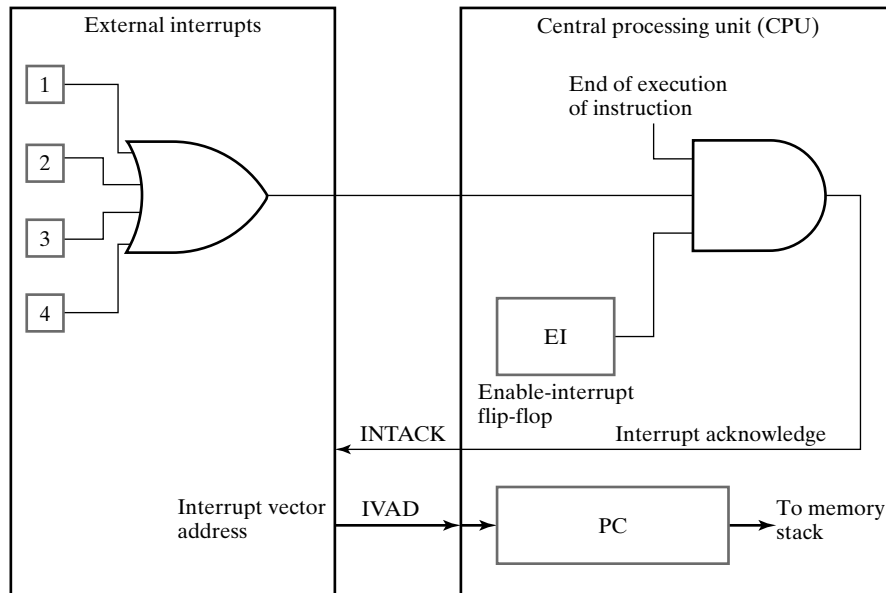 External interrupts
Central processing unit (CPU)
1
2
3
4
End of execution
of instruction
EI
Enable-interrupt
flip-flop
INTACK
Interrupt acknowledge
Interrupt vector
address
IVAD
PC
To memory
stack